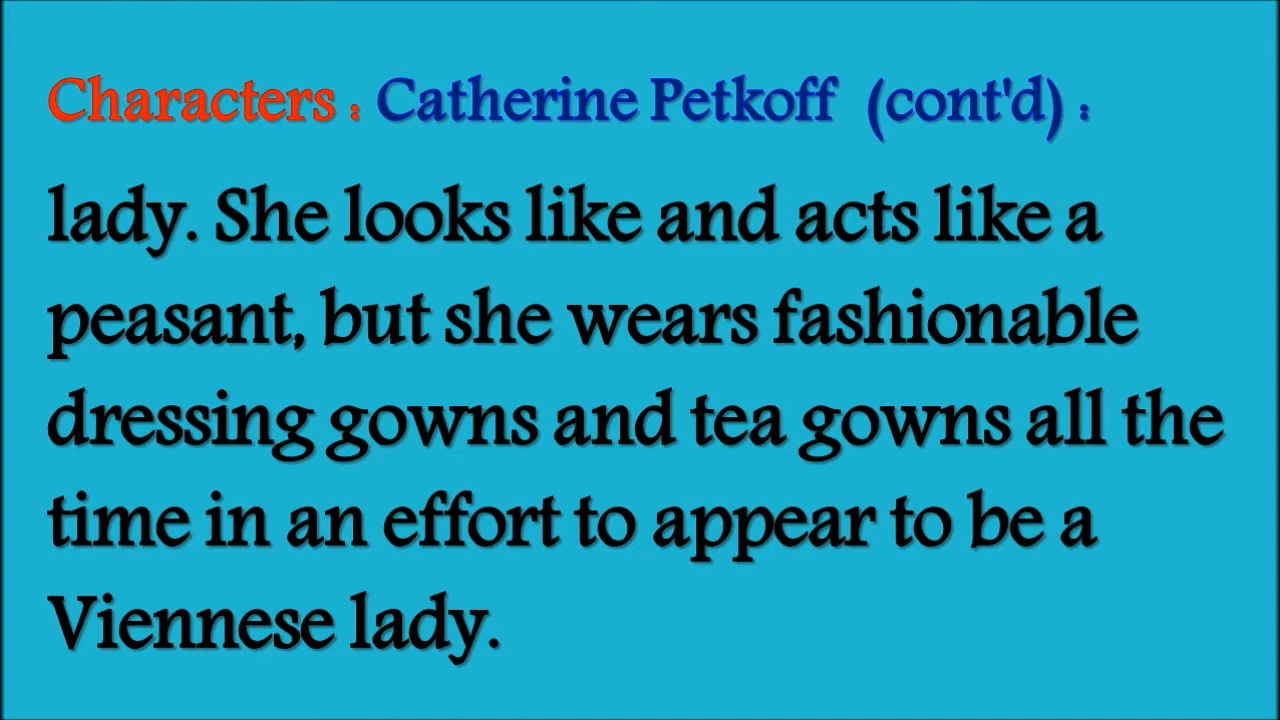 Characters : Catherine Petkoff (cont'd) :
lady. She looks like and acts like a
peasant, but she wears fashionable
dressing gowns and tea gowns all the
time in an effort to appear to be a
Viennese lady.